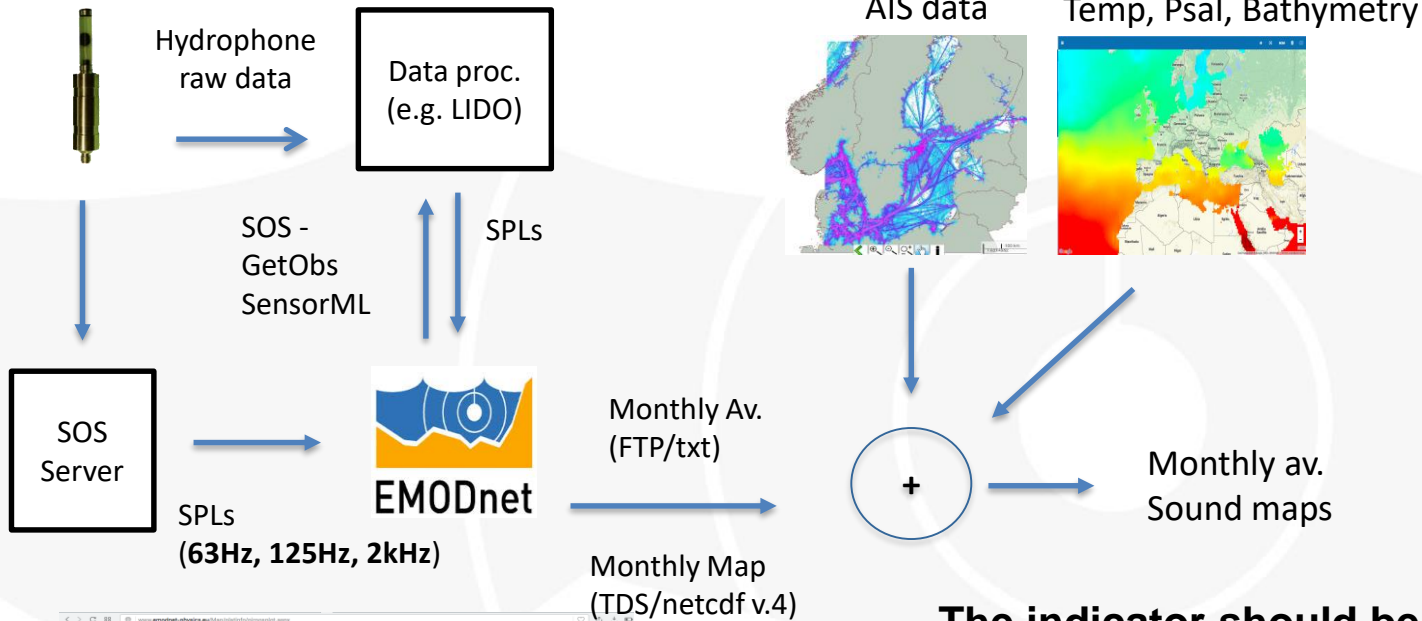 AIS data
Temp, Psal, Bathymetry
Hydrophone
raw data
Data proc.
(e.g. LIDO)
SOS -
GetObs
SensorML
SPLs
SOS
Server
SPLs
(63Hz, 125Hz, 2kHz)
EMODnet
Monthly Av.
(FTP/txt)
Monthly Map
(TDS/netcdf v.4)
+
Monthly av.
Sound maps
The indicator should be